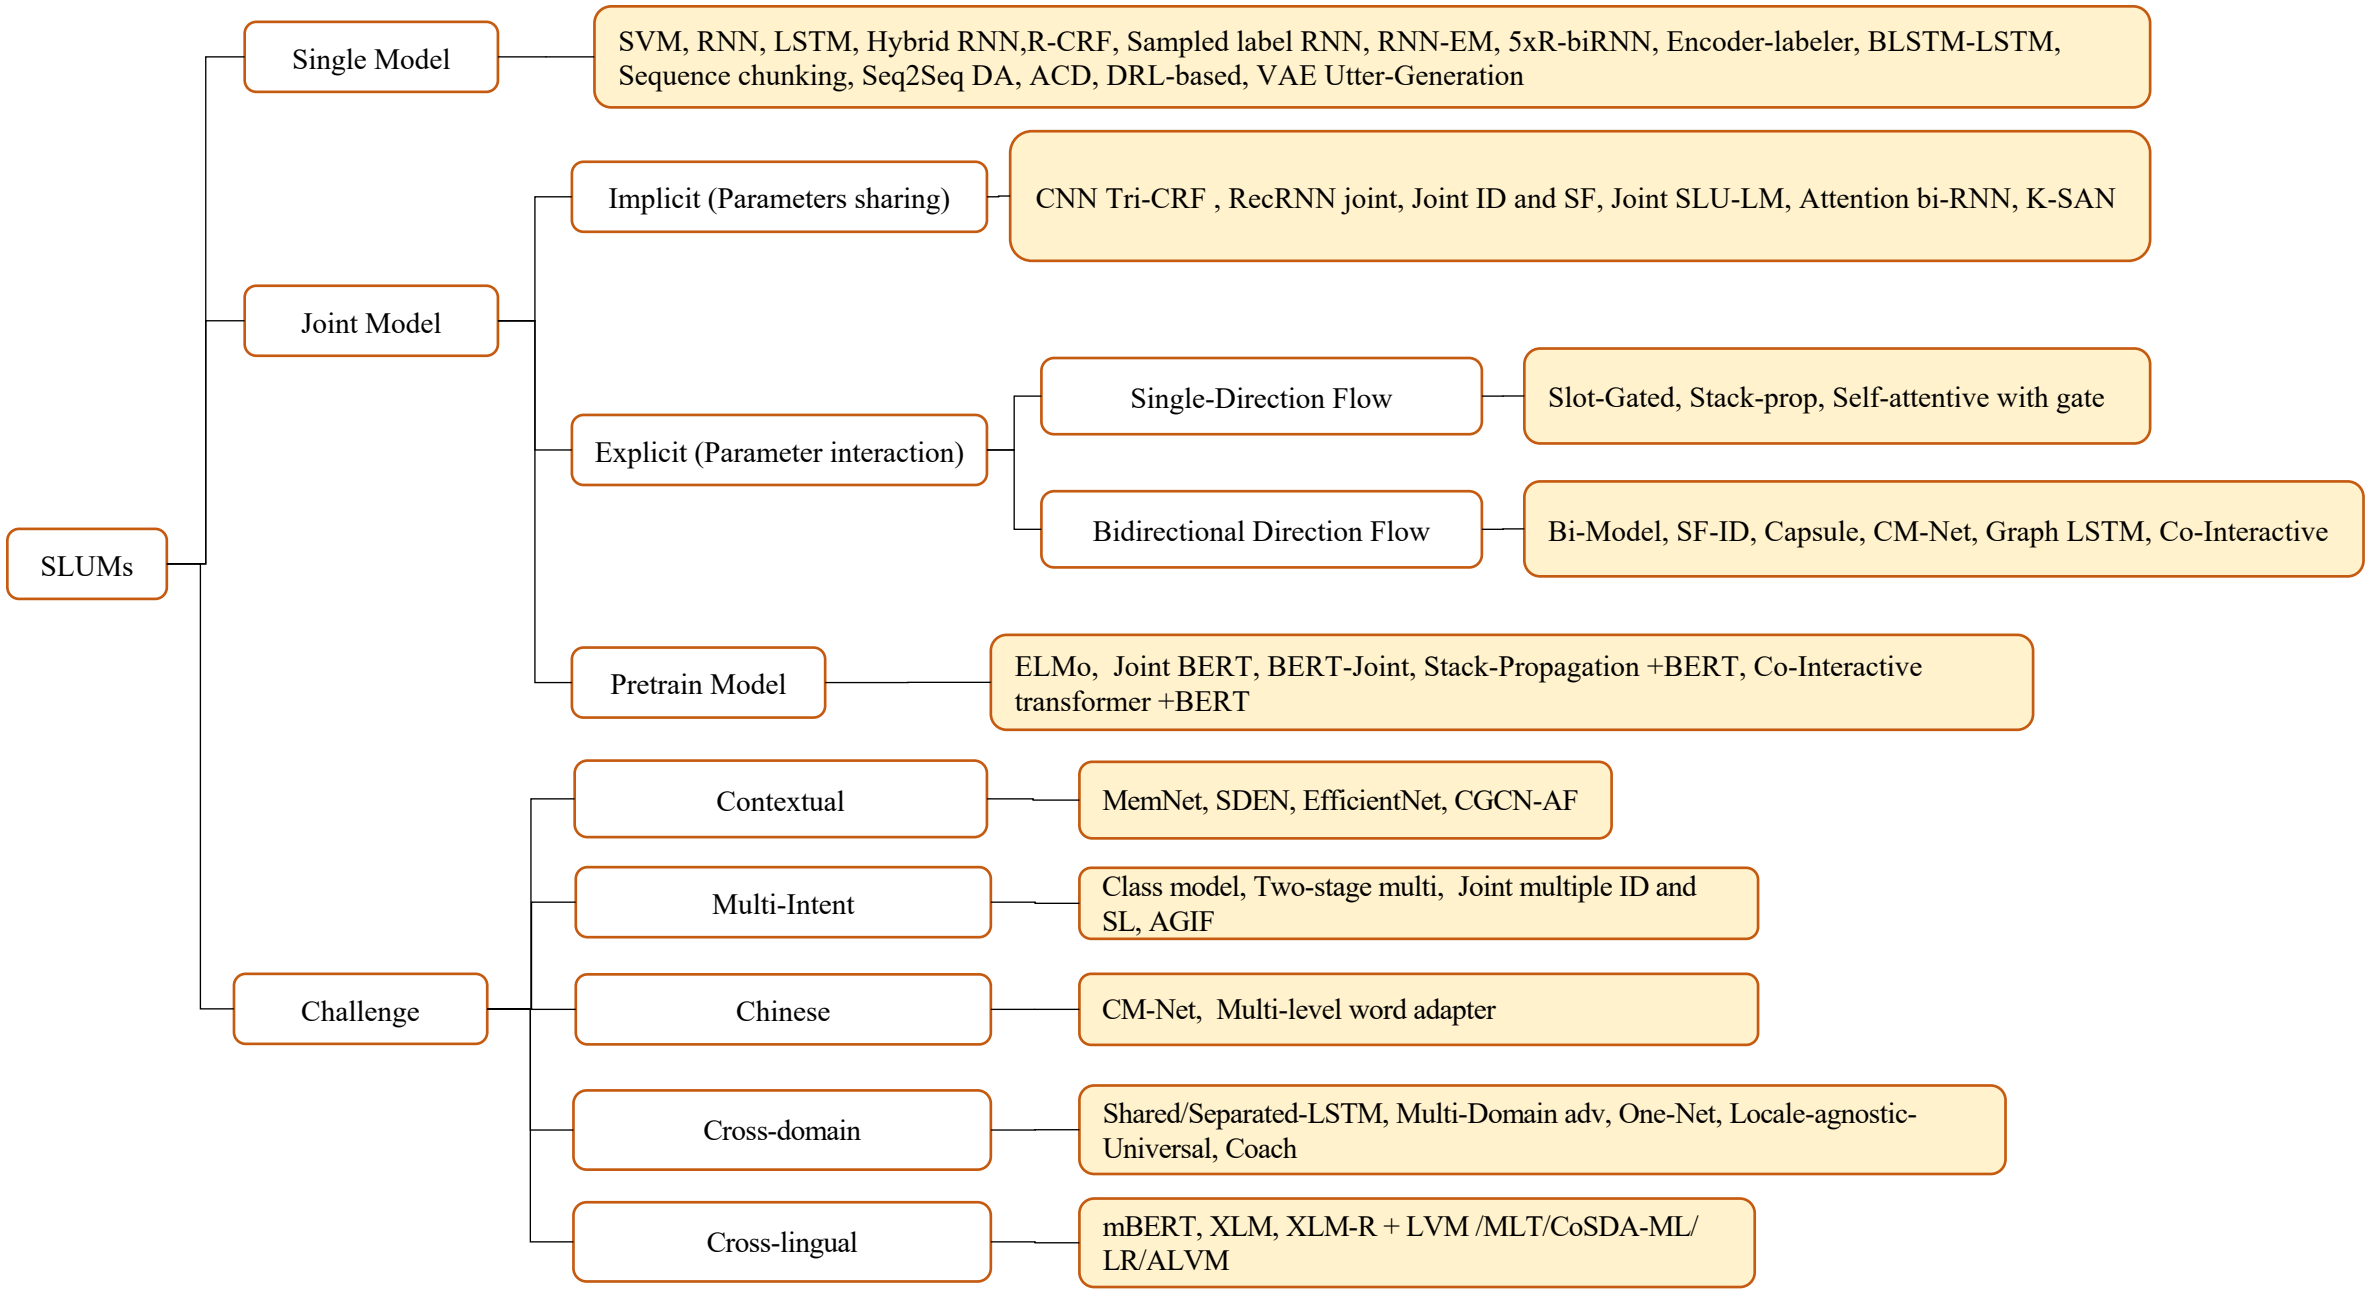 Single Model
SVM, RNN, LSTM, Hybrid RNN,R-CRF, Sampled label RNN, RNN-EM, 5xR-biRNN, Encoder-labeler, BLSTM-LSTM,
Sequence chunking, Seq2Seq DA, ACD, DRL-based, VAE Utter-Generation
Implicit (Parameters sharing)
CNN Tri-CRF , RecRNN joint, Joint ID and SF, Joint SLU-LM, Attention bi-RNN, K-SAN
Joint Model
Single-Direction Flow
Slot-Gated, Stack-prop, Self-attentive with gate
Explicit (Parameter interaction)
Bidirectional Direction Flow
Bi-Model, SF-ID, Capsule, CM-Net, Graph LSTM, Co-Interactive
SLUMs
Pretrain Model
ELMo,  Joint BERT, BERT-Joint, Stack-Propagation +BERT, Co-Interactive
transformer +BERT
Contextual
MemNet, SDEN, EfficientNet, CGCN-AF
Multi-Intent
Class model, Two-stage multi,  Joint multiple ID and
SL, AGIF
Challenge
Chinese
CM-Net,  Multi-level word adapter
Cross-domain
Shared/Separated-LSTM, Multi-Domain adv, One-Net, Locale-agnostic-
Universal, Coach
Cross-lingual
mBERT, XLM, XLM-R + LVM /MLT/CoSDA-ML/
LR/ALVM